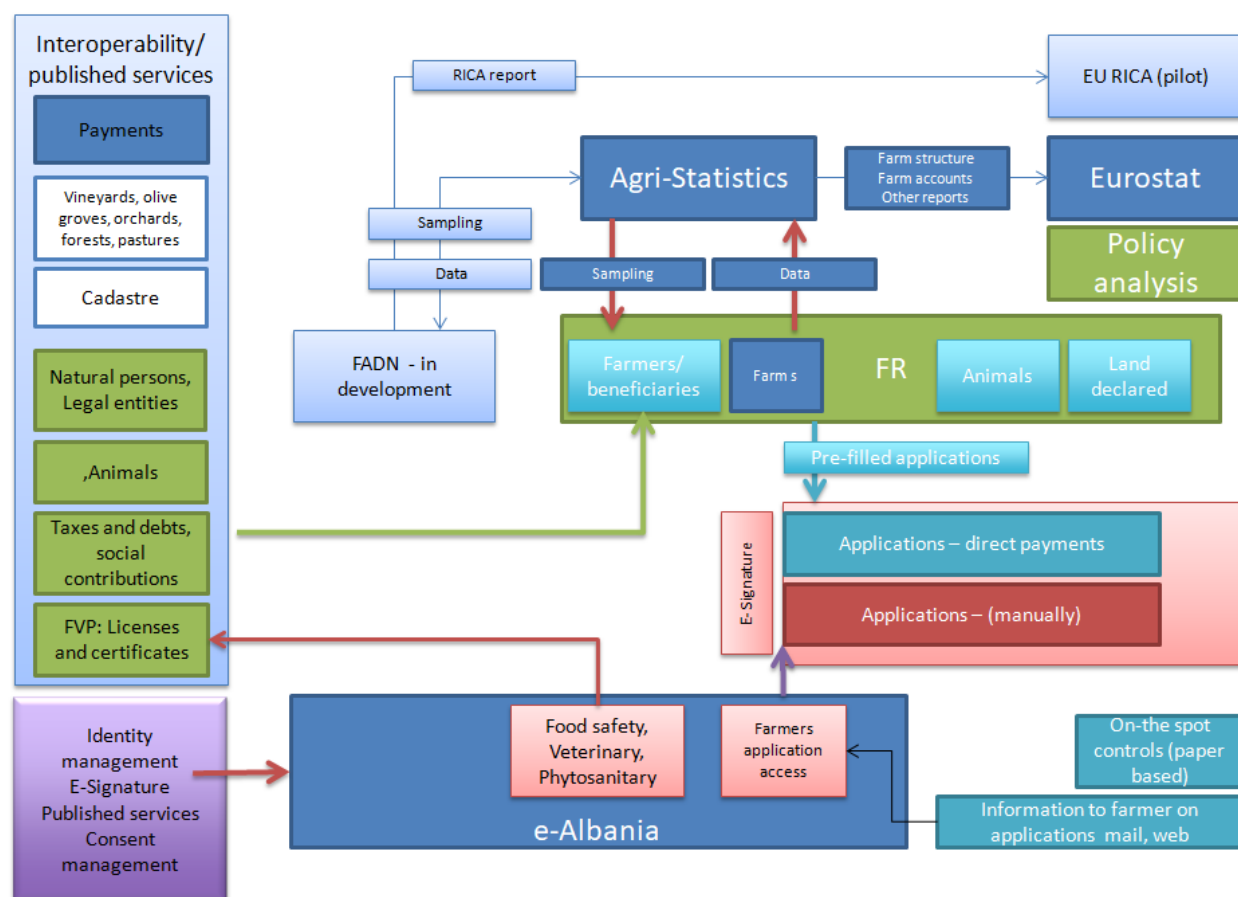 Interoperability/
published services
Payments
Vineyards, olive
groves, orchards,
forests, pastures
Cadastre
Natural persons,
Legal entities
,Animals
Taxes and debts,
social
contributions
FVP: Licenses
and certificates
Identity
management
E-Signature
Published services
Consent
management
RICA report
EU RICA (pilot)
Agri-Statistics
Farm structure
Farm accounts
Other reports
Eurostat
Policy
analysis
Sampling
Data
Sampling
Data
FADN - in
development
Farmers/
beneficiaries
Farm s
FR
Animals
Land
declared
Pre-filled applications
E- Signature
Applications – direct payments
Applications – (manually)
Food safety,
Veterinary,
Phytosanitary
Farmers
application
access
e-Albania
On-the spot
controls (paper
based)
Information to farmer on
applications mail, web